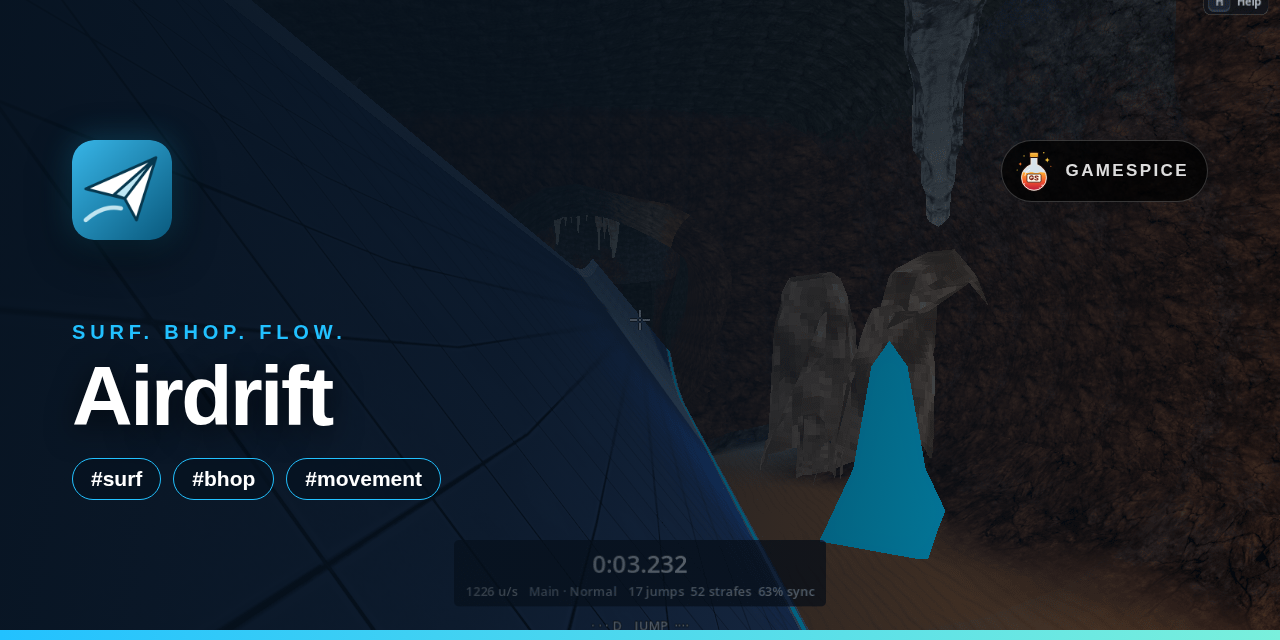 H Help
GS
GAMESPICE
SURF. BHOP. FLOW.
Airdrift
#surf #bhop #movement
0:03.232
1226 u/s Main · Normal 17 jumps 52 strafes 63% sync
· · · D JUMP ····